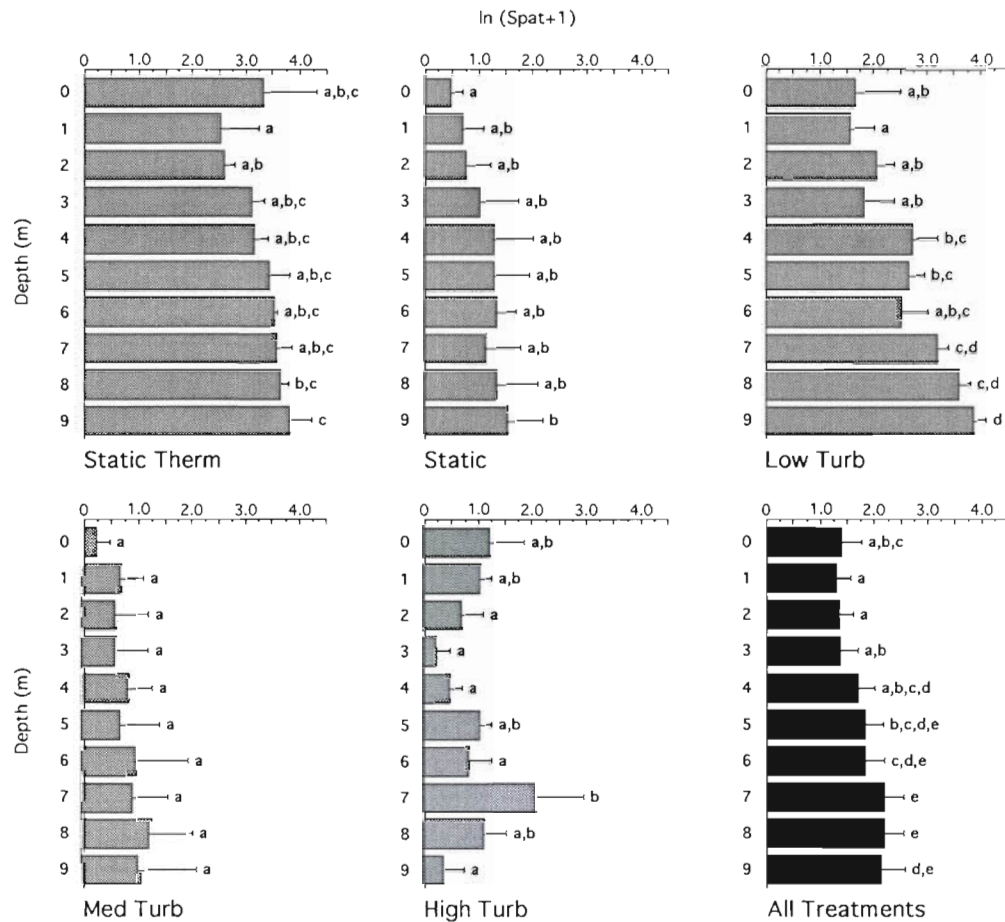 ln (Spat+1)
0 1.0 2.0 3.0 4.0
Depth (m)
0 a,b,c
1 a
2 a,b
3 a,b,c
4 a,b,c
5 a,b,c
6 a,b,c
7 a,b,c
8 b,c
9 c
Static Therm
0 1.0 2.0 3.0 4.0
0 a
1 a,b
2 a,b
3 a,b
4 a,b
5 a,b
6 a,b
7 a,b
8 a,b
9 b
Static
0 1.0 2.0 3.0 4.0
0 a,b
1 a
2 a,b
3 a,b
4 b,c
5 b,c
6 a,b,c
7 c,d
8 c,d
9 d
Low Turb
0 1.0 2.0 3.0 4.0
Depth (m)
0 a
1 a
2 a
3 a
4 a
5 a
6 a
7 a
8 a
9 a
Med Turb
0 1.0 2.0 3.0 4.0
0 a,b
1 a,b
2 a
3 a
4 a
5 a,b
6 a
7 b
8 a,b
9 a
High Turb
0 1.0 2.0 3.0 4.0
0 a,b,c
1 a
2 a
3 a,b
4 a,b,c,d
5 b,c,d,e
6 c,d,e
7 e
8 e
9 d,e
All Treatments